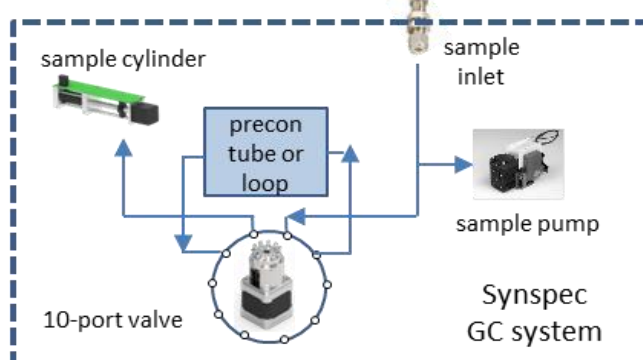 sample cylinder
sample
inlet
precon
tube or
loop
sample pump
10-port valve
Synspec
GC system